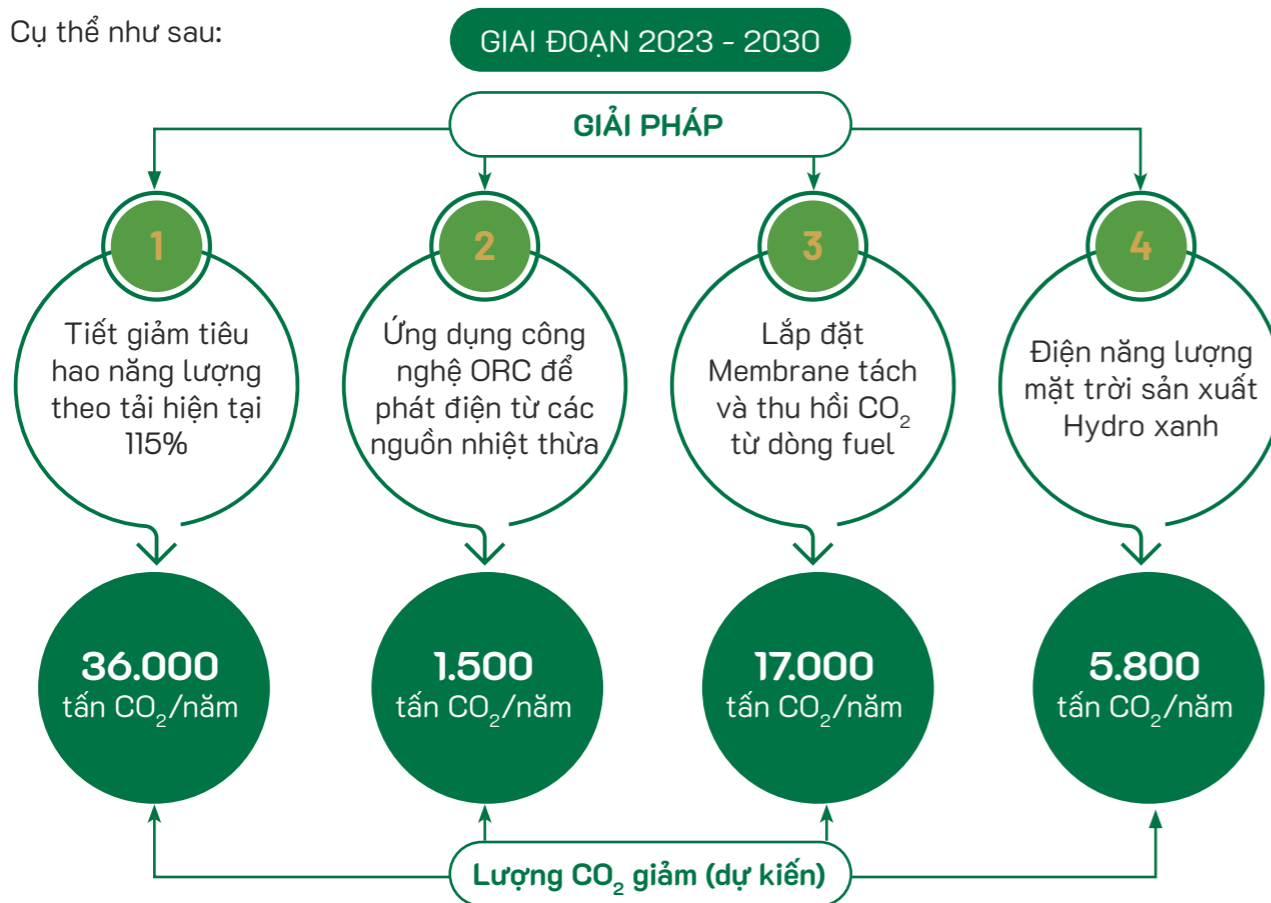 Cụ thể như sau:
GIAI ĐOẠN 2023 - 2030
GIẢI PHÁP
1
Tiết giảm tiêu
hao năng lượng
theo tải hiện tại
115%
2
Ứng dụng công
nghệ ORC để
phát điện từ các
nguồn nhiệt thừa
3
Lắp đặt
Membrane tách
và thu hồi CO₂
từ dòng fuel
4
Điện năng lượng
mặt trời sản xuất
Hydro xanh
36.000
tấn CO₂/năm
1.500
tấn CO₂/năm
17.000
tấn CO₂/năm
5.800
tấn CO₂/năm
Lượng CO₂ giảm (dự kiến)